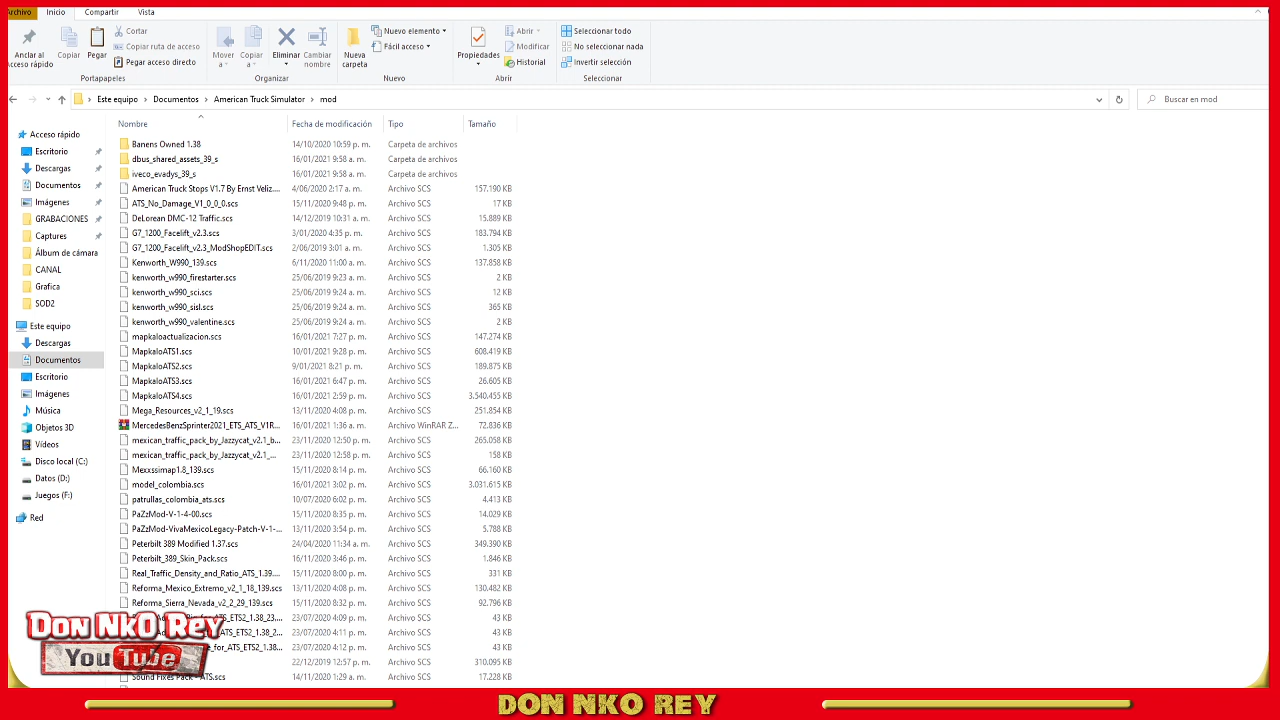 Archivo Inicio Compartir Vista
Anclar al Acceso rápido
Copiar
Pegar
Cortar
Copiar ruta de acceso
Pegar acceso directo
Portapapeles
Mover a
Copiar a
Eliminar
Cambiar nombre
Organizar
Nueva carpeta
Nuevo elemento
Fácil acceso
Nuevo
Propiedades
Abrir
Modificar
Historial
Abrir
Seleccionar todo
No seleccionar nada
Invertir selección
Seleccionar
Este equipo > Documentos > American Truck Simulator > mod
Buscar en mod
Acceso rápido
Escritorio
Descargas
Documentos
Imágenes
GRABACIONES
Captures
Álbum de cámara
CANAL
Grafica
SOD2
Este equipo
Descargas
Documentos
Escritorio
Imágenes
Música
Objetos 3D
Vídeos
Disco local (C:)
Datos (D:)
Juegos (F:)
Red
Nombre Fecha de modificación Tipo Tamaño
Banens Owned 1.38 14/10/2020 10:59 p. m. Carpeta de archivos
dbus_shared_assets_39_s 16/01/2021 9:58 a. m. Carpeta de archivos
iveco_evadys_39_s 16/01/2021 9:58 a. m. Carpeta de archivos
American Truck Stops V1.7 By Ernst Veliz.... 4/06/2020 2:17 a. m. Archivo SCS 157.190 KB
ATS_No_Damage_V1_0_0.scs 15/11/2020 9:48 p. m. Archivo SCS 17 KB
DeLorean DMC-12 Traffic.scs 14/12/2019 10:31 a. m. Archivo SCS 15.889 KB
G7_1200_Facelift_v2.3.scs 3/01/2020 4:35 p. m. Archivo SCS 183.794 KB
G7_1200_Facelift_v2.3_ModShopEDIT.scs 2/06/2019 3:01 a. m. Archivo SCS 1.305 KB
Kenworth_W990_139.scs 6/11/2020 11:00 a. m. Archivo SCS 137.858 KB
kenworth_w990_firestarter.scs 25/06/2019 9:23 a. m. Archivo SCS 2 KB
kenworth_w990_sci.scs 25/06/2019 9:24 a. m. Archivo SCS 12 KB
kenworth_w990_sisl.scs 25/06/2019 9:24 a. m. Archivo SCS 365 KB
kenworth_w990_valentine.scs 25/06/2019 9:24 a. m. Archivo SCS 2 KB
mapkaloactualizacion.scs 16/01/2021 7:27 p. m. Archivo SCS 147.274 KB
MapkaloATS1.scs 10/01/2021 9:28 p. m. Archivo SCS 608.419 KB
MapkaloATS2.scs 9/01/2021 8:21 p. m. Archivo SCS 189.875 KB
MapkaloATS3.scs 16/01/2021 6:47 p. m. Archivo SCS 26.605 KB
MapkaloATS4.scs 16/01/2021 2:59 p. m. Archivo SCS 3.540.455 KB
Mega_Resources_v2_1_19.scs 13/11/2020 4:08 p. m. Archivo SCS 251.854 KB
MercedesBenzSprinter2021_ETS_ATS_V1R... 16/01/2021 1:36 a. m. Archivo WinRAR Z... 72.836 KB
mexican_traffic_pack_by_Jazzycat_v2.1_b... 23/11/2020 12:50 p. m. Archivo SCS 265.058 KB
mexican_traffic_pack_by_Jazzycat_v2.1_... 23/11/2020 12:58 p. m. Archivo SCS 158 KB
Mexxssimap1.8_139.scs 15/11/2020 8:14 p. m. Archivo SCS 66.160 KB
model_colombia.scs 16/01/2021 3:02 p. m. Archivo SCS 3.031.615 KB
patrullas_colombia_ats.scs 10/07/2020 6:02 p. m. Archivo SCS 4.413 KB
PaZzMod-V-1-4-00.scs 15/11/2020 8:35 p. m. Archivo SCS 14.029 KB
PaZzMod-VivaMexicoLegacy-Patch-V-1-... 13/11/2020 3:54 p. m. Archivo SCS 5.788 KB
Peterbilt 389 Modified 1.37.scs 24/04/2020 11:34 a. m. Archivo SCS 349.390 KB
Peterbilt_389_Skin_Pack.scs 16/11/2020 3:46 p. m. Archivo SCS 1.846 KB
Real_Traffic_Density_and_Ratio_ATS_1.39.... 15/11/2020 8:00 p. m. Archivo SCS 331 KB
Reforma_Mexico_Extremo_v2_1_18_139.scs 13/11/2020 4:08 p. m. Archivo SCS 130.482 KB
Reforma_Sierra_Nevada_v2_2_29_139.scs 15/11/2020 8:32 p. m. Archivo SCS 92.796 KB
for_ATS_ETS2_1.38_23.... 23/07/2020 4:09 p. m. Archivo SCS 43 KB
ATS_ETS2_1.38_2... 23/07/2020 4:11 p. m. Archivo SCS 43 KB
e_for_ATS_ETS2_1.38... 23/07/2020 4:12 p. m. Archivo SCS 43 KB
22/12/2019 12:57 p. m. Archivo SCS 310.095 KB
Sound Fixes Pack - ATS.scs 14/11/2020 1:29 a. m. Archivo SCS 17.228 KB
Don NkO Rey
YouTube
DON NKO REY